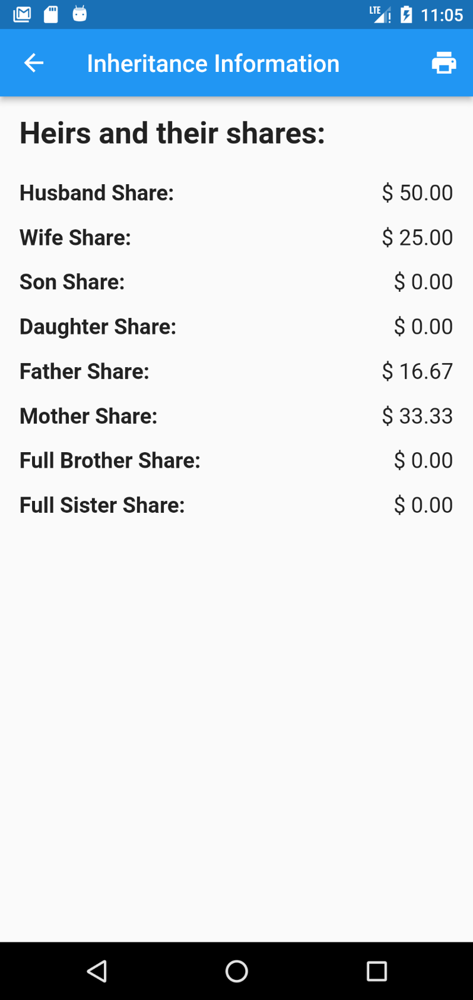 LTE ! 11:05
Inheritance Information
Heirs and their shares:
Husband Share: $ 50.00
Wife Share: $ 25.00
Son Share: $ 0.00
Daughter Share: $ 0.00
Father Share: $ 16.67
Mother Share: $ 33.33
Full Brother Share: $ 0.00
Full Sister Share: $ 0.00